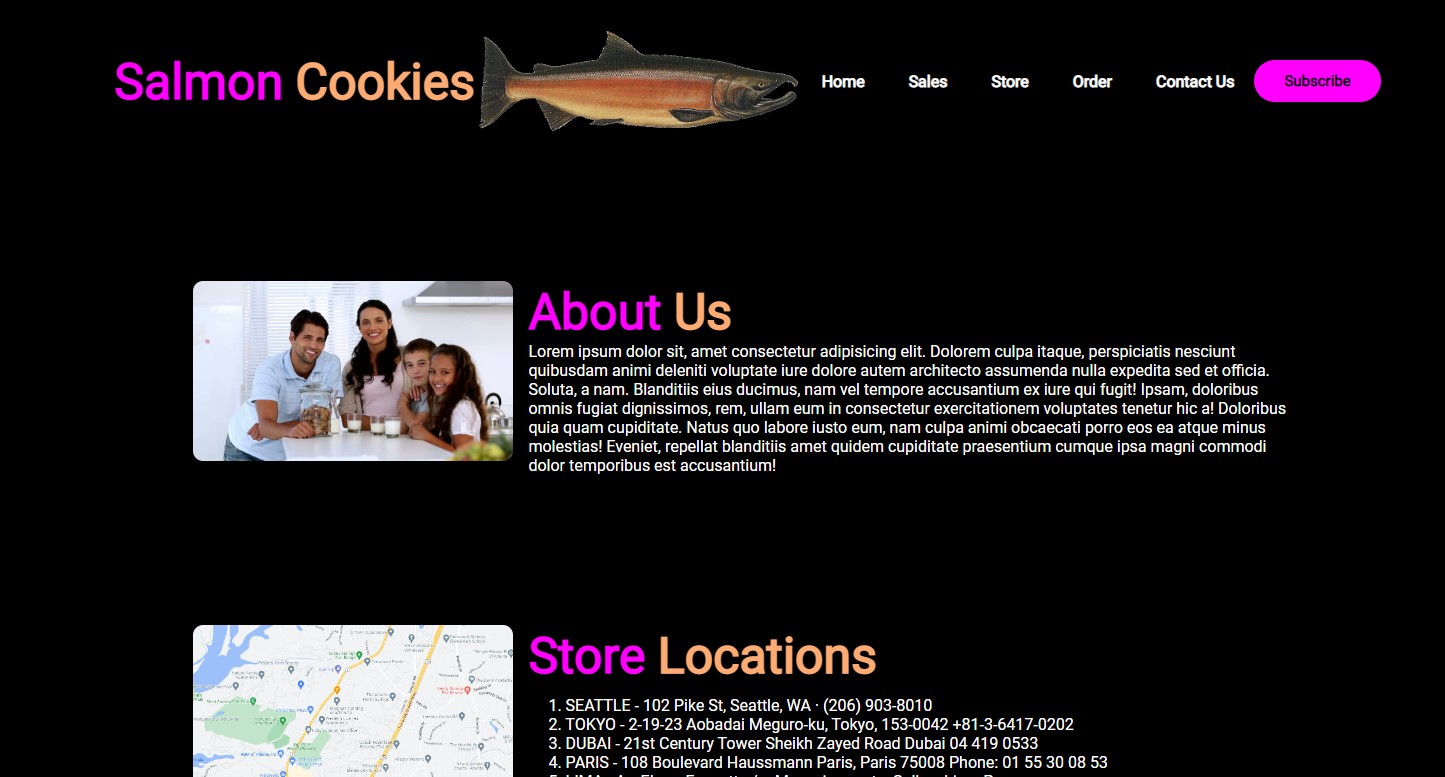 Salmon Cookies
Home Sales Store Order Contact Us Subscribe
About Us
Lorem ipsum dolor sit, amet consectetur adipisicing elit. Dolorem culpa itaque, perspiciatis nesciunt
quibusdam animi deleniti voluptate iure dolore autem architecto assumenda nulla expedita sed et officia.
Soluta, a nam. Blanditiis eius ducimus, nam vel tempore accusantium ex iure qui fugit! Ipsam, doloribus
omnis fugiat dignissimos, rem, ullam eum in consectetur exercitationem voluptates tenetur hic a! Doloribus
quia quam cupiditate. Natus quo labore iusto eum, nam culpa animi obcaecati porro eos ea atque minus
molestias! Eveniet, repellat blanditiis amet quidem cupiditate praesentium cumque ipsa magni commodi
dolor temporibus est accusantium!
Store Locations
1. SEATTLE - 102 Pike St, Seattle, WA · (206) 903-8010
2. TOKYO - 2-19-23 Aobadai Meguro-ku, Tokyo, 153-0042 +81-3-6417-0202
3. DUBAI - 21st Century Tower Sheikh Zayed Road Dubai 04 419 0533
4. PARIS - 108 Boulevard Haussmann Paris, Paris 75008 Phone: 01 55 30 08 53